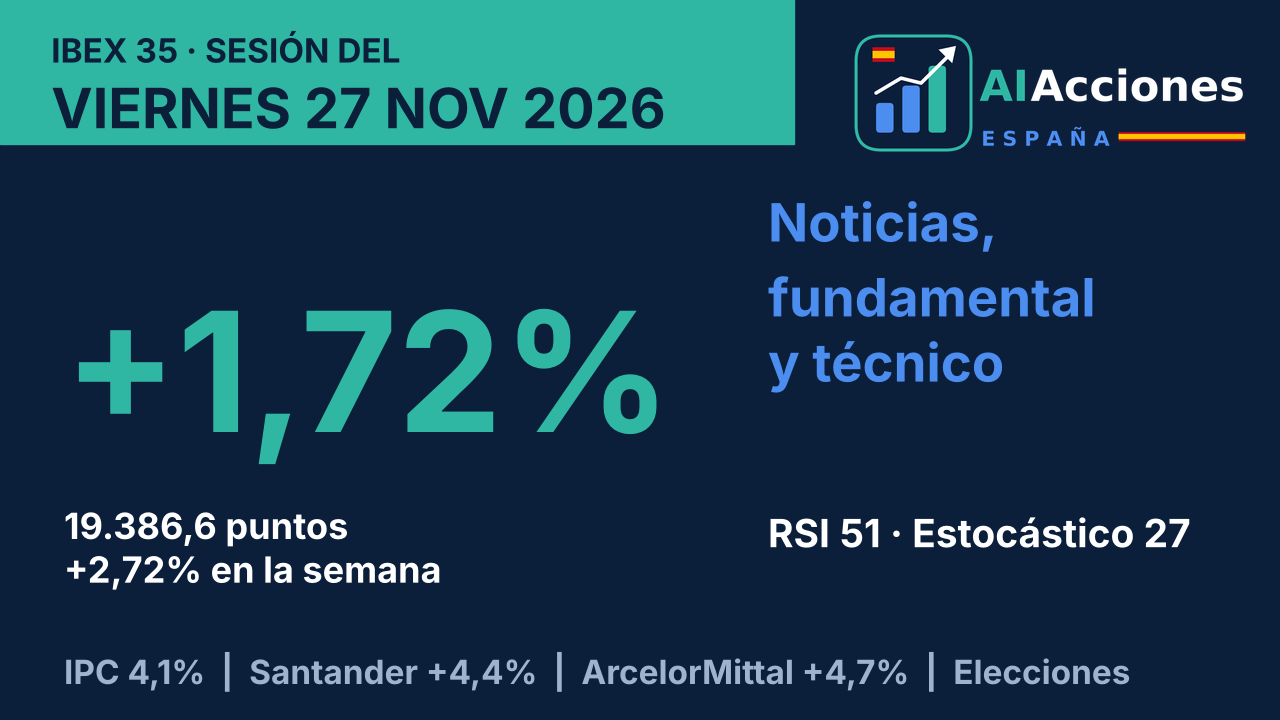 IBEX 35 · SESIÓN DEL
VIERNES 27 NOV 2026
AIAcciones
ESPAÑA
+1,72%
19.386,6 puntos
+2,72% en la semana
Noticias,
fundamental
y técnico
RSI 51 · Estocástico 27
IPC 4,1% | Santander +4,4% | ArcelorMittal +4,7% | Elecciones